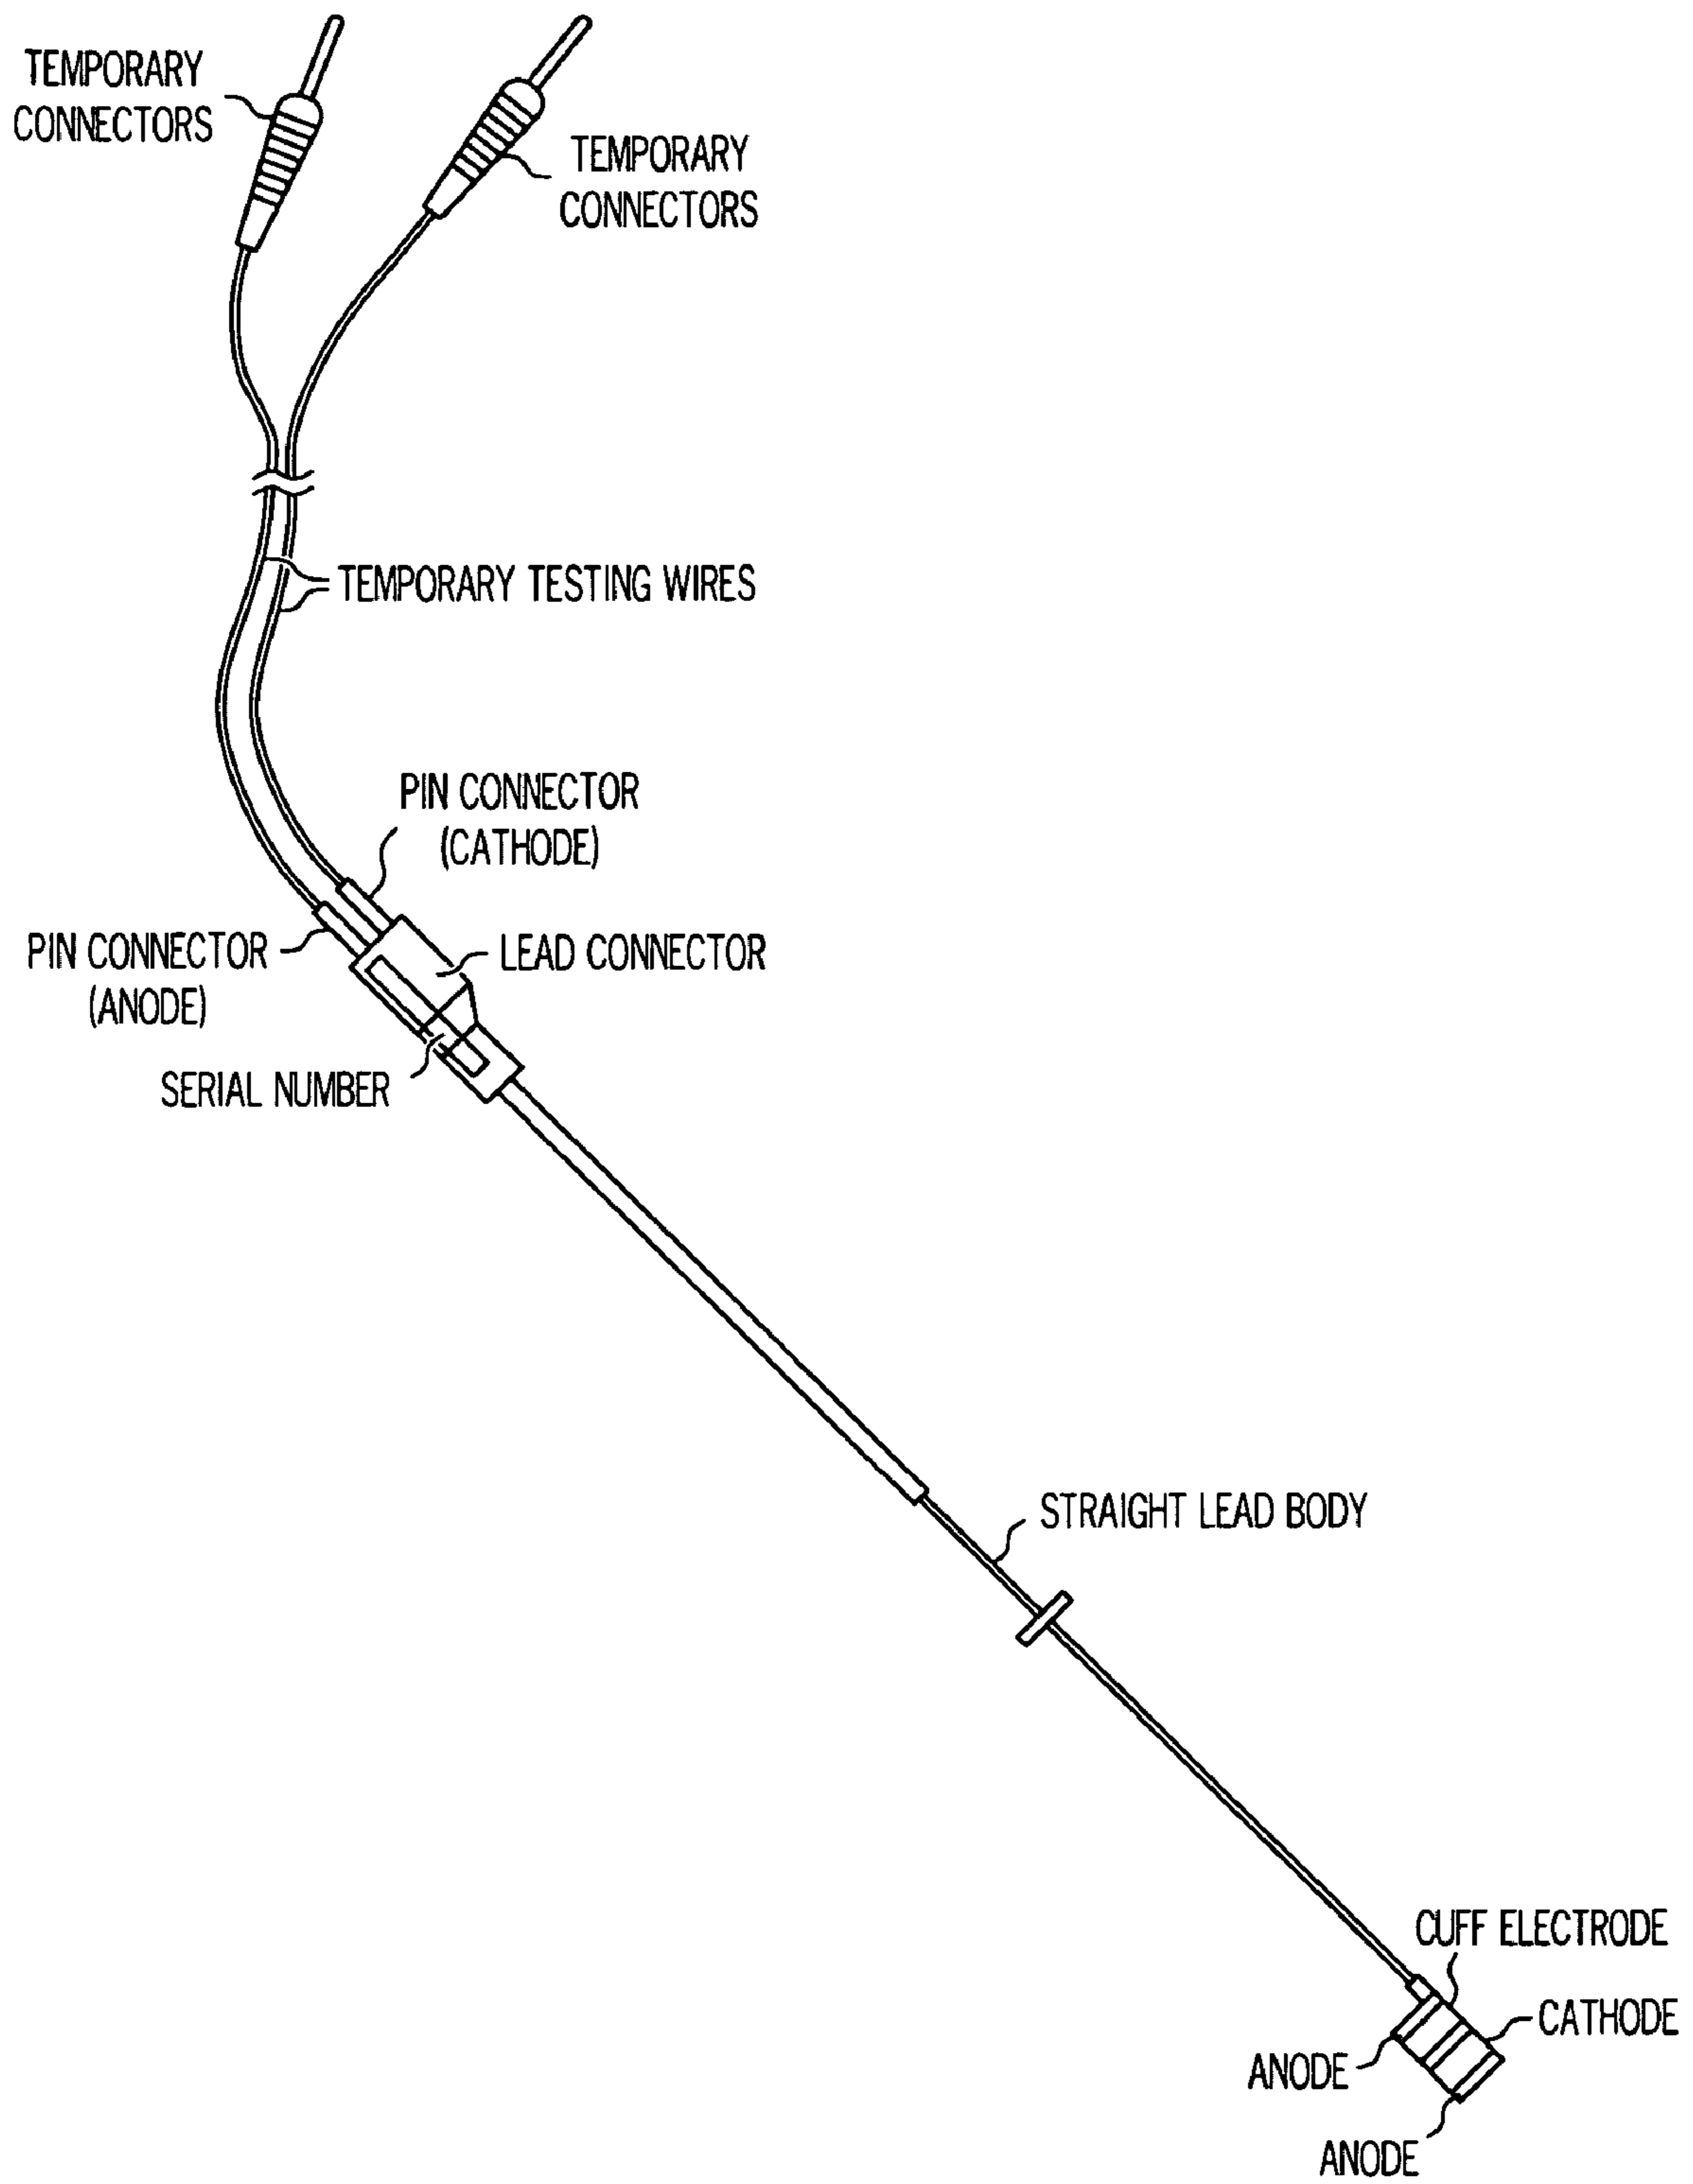 TEMPORARY
CONNECTORS
TEMPORARY
CONNECTORS
TEMPORARY TESTING WIRES
PIN CONNECTOR
(CATHODE)
PIN CONNECTOR
(ANODE)
LEAD CONNECTOR
SERIAL NUMBER
STRAIGHT LEAD BODY
CUFF ELECTRODE
CATHODE
ANODE
ANODE